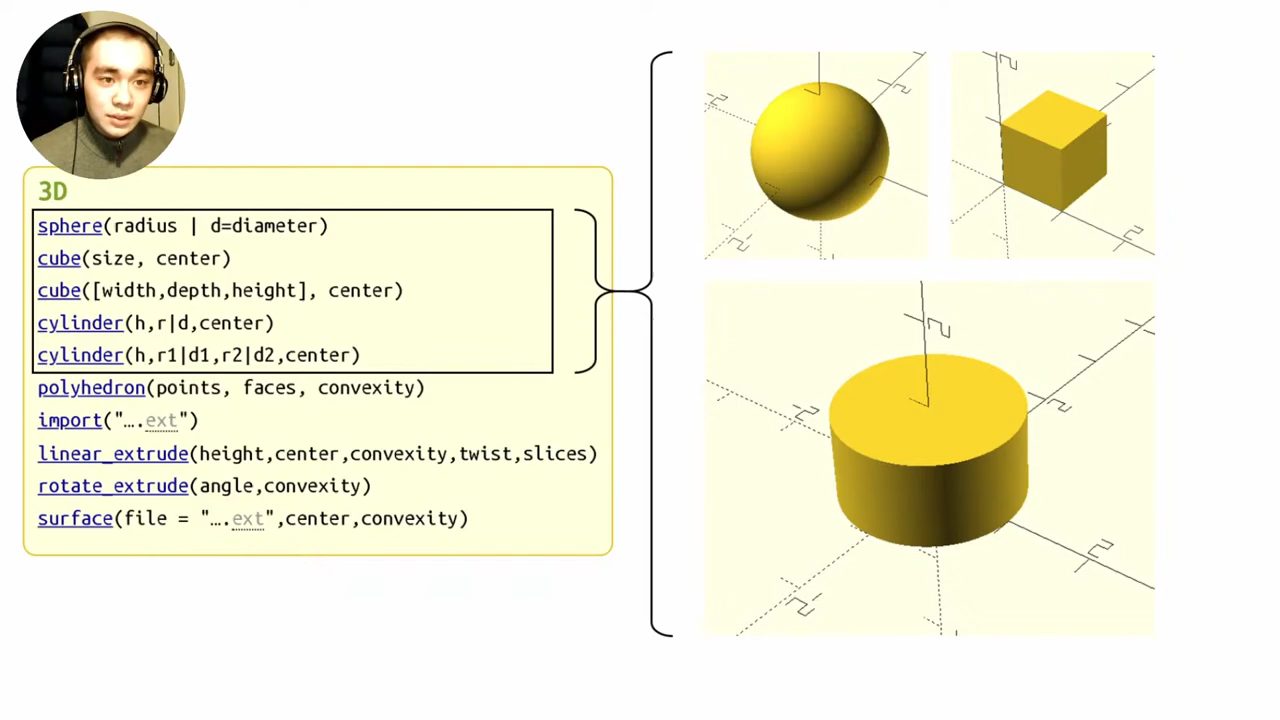 3D
sphere(radius | d=diameter)
cube(size, center)
cube([width,depth,height], center)
cylinder(h,r|d,center)
cylinder(h,r1|d1,r2|d2,center)
polyhedron(points, faces, convexity)
import("….ext")
linear_extrude(height,center,convexity,twist,slices)
rotate_extrude(angle,convexity)
surface(file = "….ext",center,convexity)